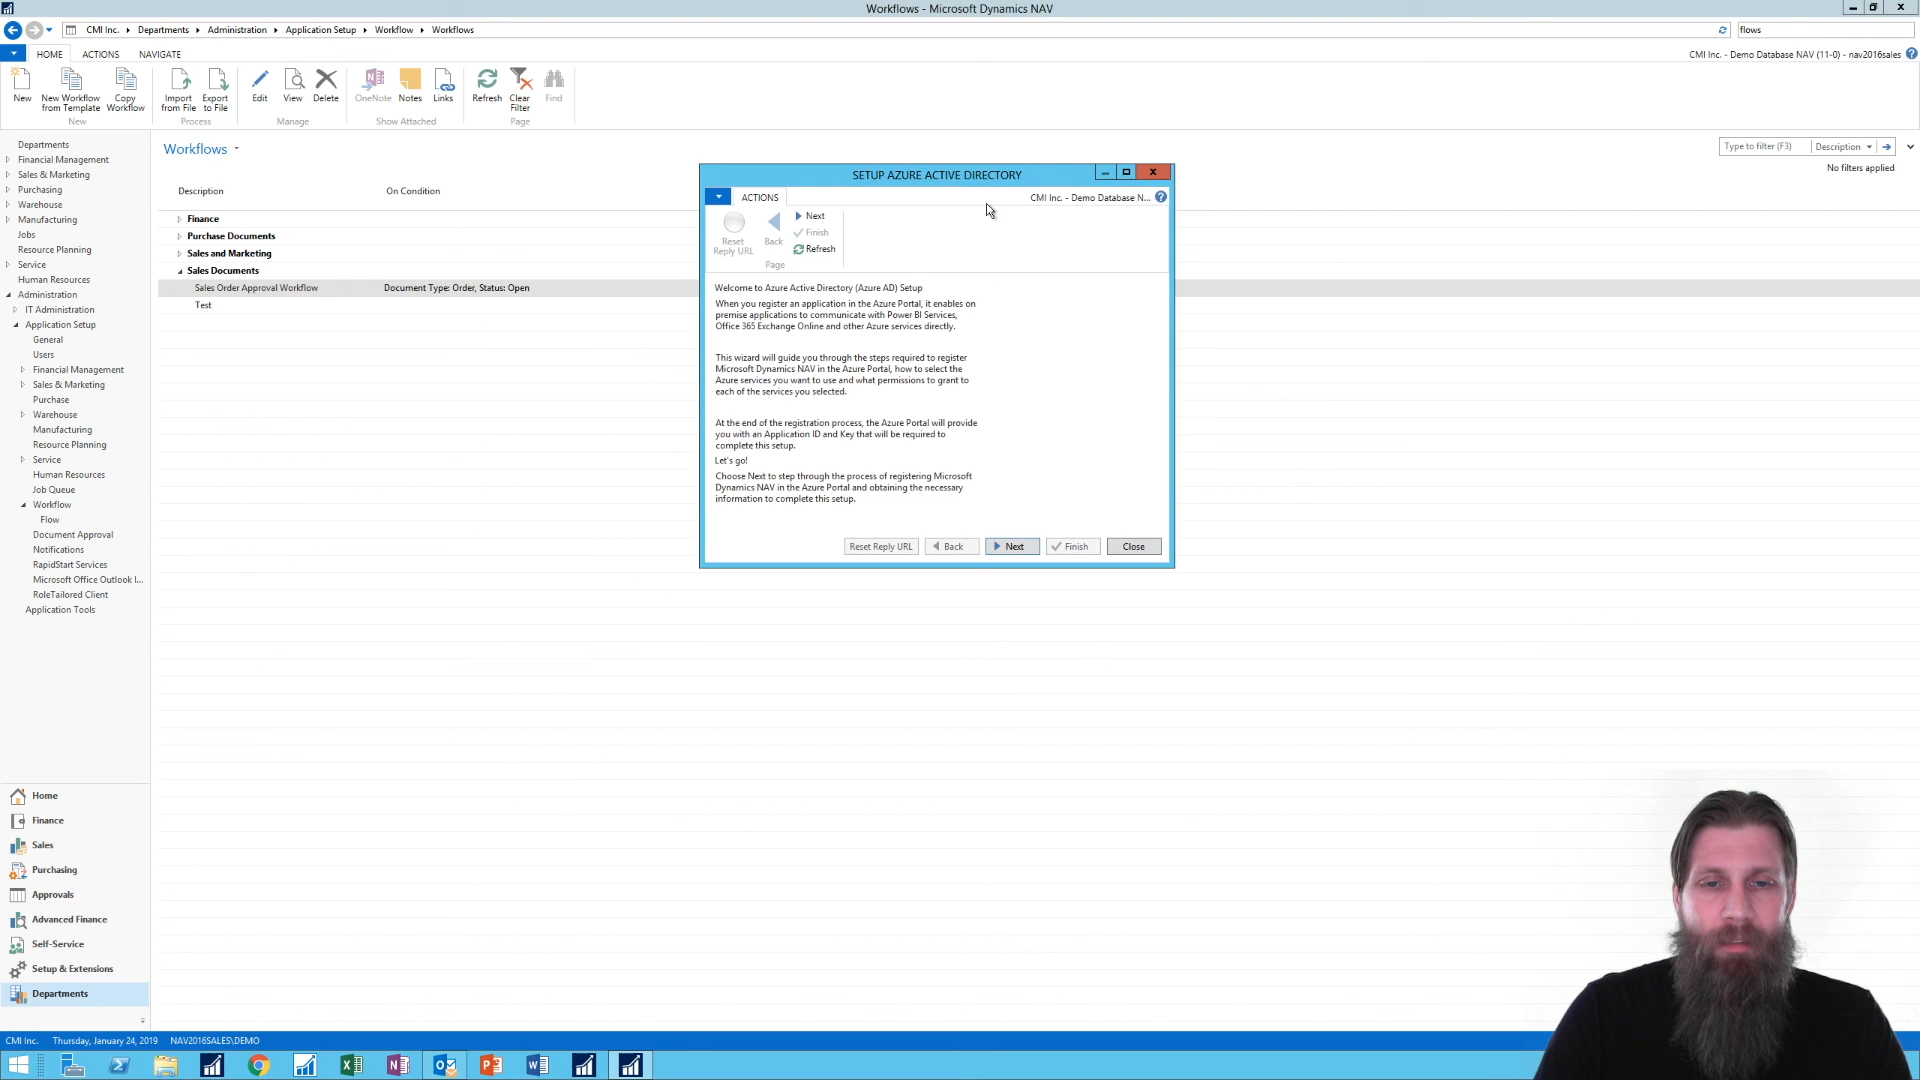 Workflows - Microsoft Dynamics NAV
CMI Inc. Departments Administration Application Setup Workflow Workflows
flows
HOME ACTIONS NAVIGATE
CMI Inc. - Demo Database NAV (11-0) - nav2016sales
New
New Workflow from Template
Copy Workflow
Import from File
Export to File
Edit
View
Delete
OneNote
Notes
Links
Refresh
Clear Filter
Find
New
Process
Manage
Show Attached
Page
Departments
Financial Management
Sales & Marketing
Purchasing
Warehouse
Manufacturing
Jobs
Resource Planning
Service
Human Resources
Administration
IT Administration
Application Setup
General
Users
Financial Management
Sales & Marketing
Purchase
Warehouse
Manufacturing
Resource Planning
Service
Human Resources
Job Queue
Workflow
Flow
Document Approval
Notifications
RapidStart Services
Microsoft Office Outlook I...
RoleTailored Client
Application Tools
Home
Finance
Sales
Purchasing
Approvals
Advanced Finance
Self-Service
Setup & Extensions
Departments
Workflows
Type to filter (F3)
Description
No filters applied
Description
On Condition
Finance
Purchase Documents
Sales and Marketing
Sales Documents
Sales Order Approval Workflow
Document Type: Order, Status: Open
Test
SETUP AZURE ACTIVE DIRECTORY
ACTIONS
CMI Inc. - Demo Database N...
Reset Reply URL
Back
Next
Finish
Refresh
Page
Welcome to Azure Active Directory (Azure AD) Setup
When you register an application in the Azure Portal, it enables on
premise applications to communicate with Power BI Services,
Office 365 Exchange Online and other Azure services directly.
This wizard will guide you through the steps required to register
Microsoft Dynamics NAV in the Azure Portal, how to select the
Azure services you want to use and what permissions to grant to
each of the services you selected.
At the end of the registration process, the Azure Portal will provide
you with an Application ID and Key that will be required to
complete this setup.
Let's go!
Choose Next to step through the process of registering Microsoft
Dynamics NAV in the Azure Portal and obtaining the necessary
information to complete this setup.
Reset Reply URL
Back
Next
Finish
Close
CMI Inc.
Thursday, January 24, 2019
NAV2016SALES\DEMO